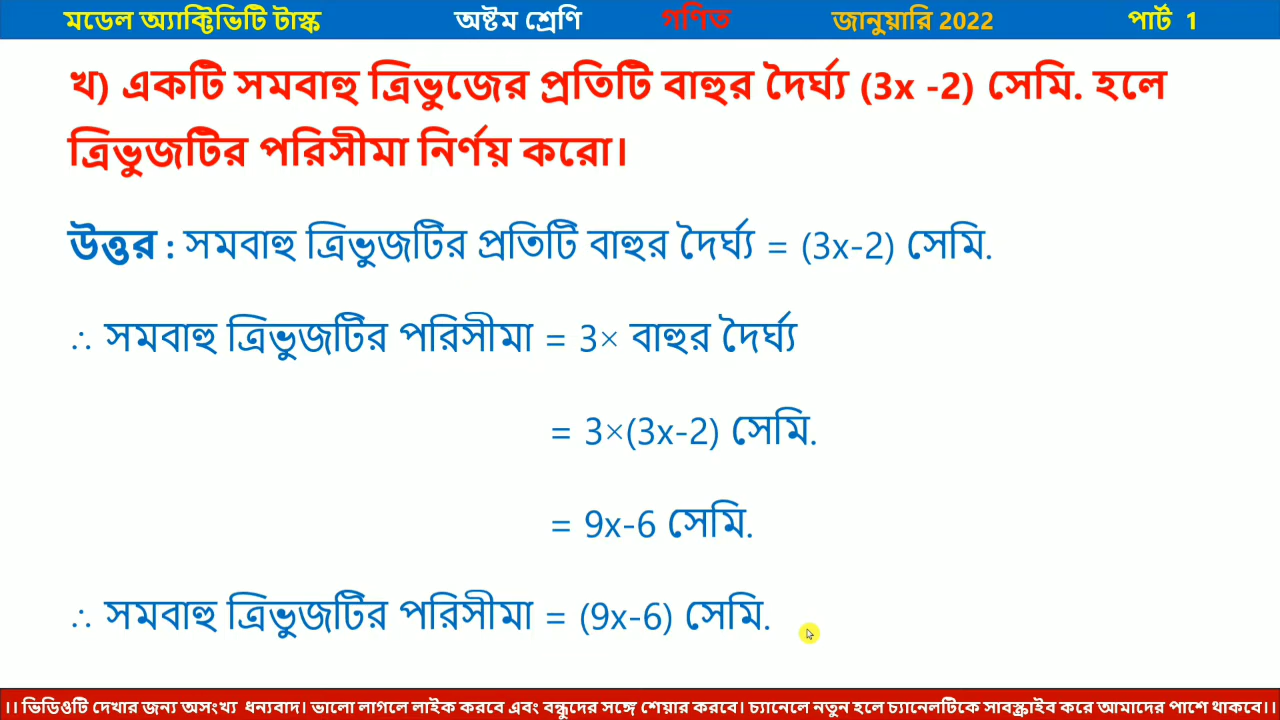 মডেল অ্যাক্টিভিটি টাস্ক অষ্টম শ্রেণি গণিত জানুয়ারি 2022 পার্ট 1
খ) একটি সমবাহু ত্রিভুজের প্রতিটি বাহুর দৈর্ঘ্য (3x -2) সেমি. হলে
ত্রিভুজটির পরিসীমা নির্ণয় করো।
উত্তর : সমবাহু ত্রিভুজটির প্রতিটি বাহুর দৈর্ঘ্য = (3x-2) সেমি.
∴ সমবাহু ত্রিভুজটির পরিসীমা = 3× বাহুর দৈর্ঘ্য
= 3×(3x-2) সেমি.
= 9x-6 সেমি.
∴ সমবাহু ত্রিভুজটির পরিসীমা = (9x-6) সেমি.
।। ভিডিওটি দেখার জন্য অসংখ্য ধন্যবাদ। ভালো লাগলে লাইক করবে এবং বন্ধুদের সঙ্গে শেয়ার করবে। চ্যানেলে নতুন হলে চ্যানেলটিকে সাবস্ক্রাইব করে আমাদের পাশে থাকবে।।